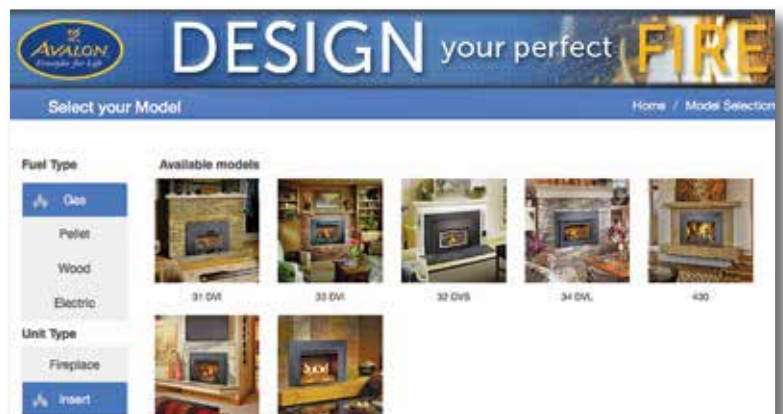 AVALON
Firestyles for Life
DESIGN your perfect FIRE
Select your Model
Home / Model Selection
Fuel Type
Available models
Gas
Pellet
Wood
Electric
31 DVI
33 DVI
32 DVS
34 DVL
430
Unit Type
Fireplace
Insert